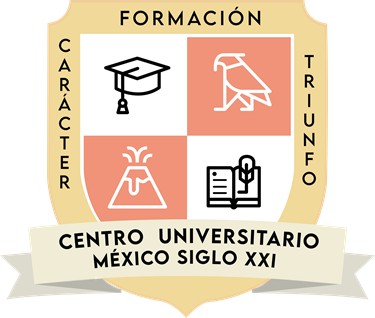 FORMACIÓN
CARÁCTER
TRIUNFO
CENTRO UNIVERSITARIO
MÉXICO SIGLO XXI